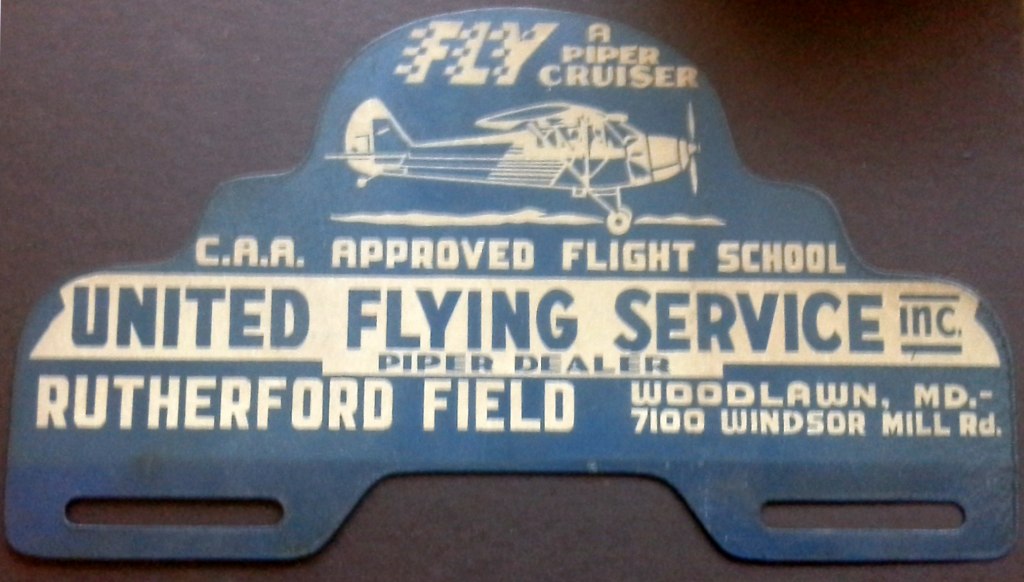 FLY
A
PIPER
CRUISER
C.A.A. APPROVED FLIGHT SCHOOL
UNITED FLYING SERVICE INC.
PIPER DEALER
RUTHERFORD FIELD
WOODLAWN, MD.-
7100 WINDSOR MILL Rd.